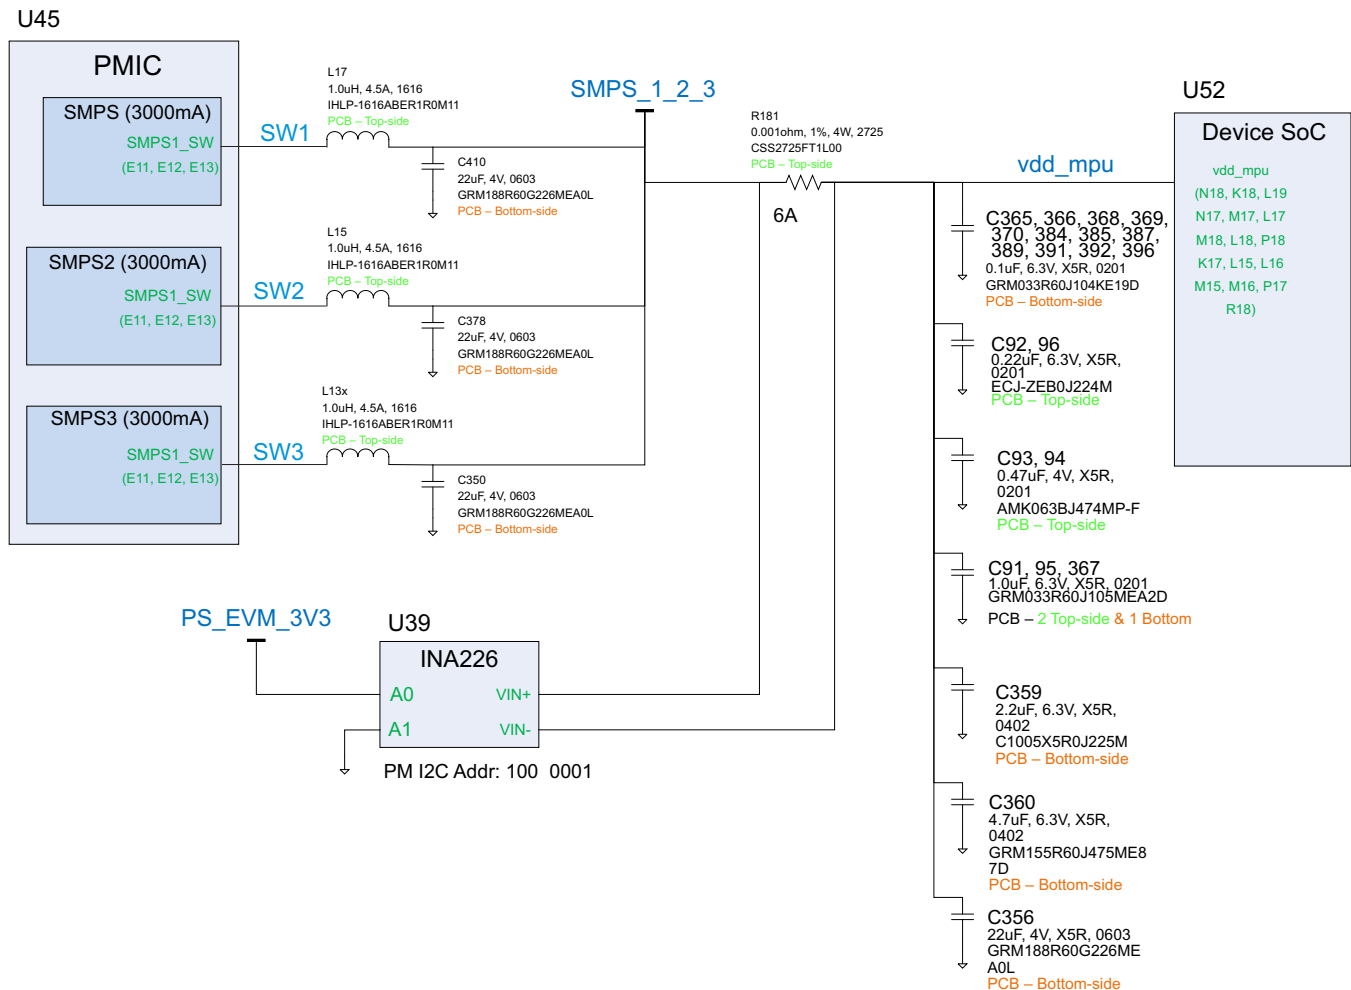 U45
PMIC
SMPS (3000mA)
SMPS1_SW
(E11, E12, E13)
SW1
L17
1.0uH, 4.5A, 1616
IHLP-1616ABER1R0M11
PCB – Top-side
C410
22uF, 4V, 0603
GRM188R60G226MEA0L
PCB – Bottom-side
SMPS2 (3000mA)
SMPS1_SW
(E11, E12, E13)
SW2
L15
1.0uH, 4.5A, 1616
IHLP-1616ABER1R0M11
PCB – Top-side
C378
22uF, 4V, 0603
GRM188R60G226MEA0L
PCB – Bottom-side
SMPS3 (3000mA)
SMPS1_SW
(E11, E12, E13)
SW3
L13x
1.0uH, 4.5A, 1616
IHLP-1616ABER1R0M11
PCB – Top-side
C350
22uF, 4V, 0603
GRM188R60G226MEA0L
PCB – Bottom-side
SMPS_1_2_3
R181
0.001ohm, 1%, 4W, 2725
CSS2725FT1L00
PCB – Top-side
6A
vdd_mpu
U52
Device SoC
vdd_mpu
(N18, K18, L19
N17, M17, L17
M18, L18, P18
K17, L15, L16
M15, M16, P17
R18)
C365, 366, 368, 369,
370, 384, 385, 387,
389, 391, 392, 396
0.1uF, 6.3V, X5R, 0201
GRM033R60J104KE19D
PCB – Bottom-side
C92, 96
0.22uF, 6.3V, X5R,
0201
ECJ-ZEB0J224M
PCB – Top-side
C93, 94
0.47uF, 4V, X5R,
0201
AMK063BJ474MP-F
PCB – Top-side
C91, 95, 367
1.0uF, 6.3V, X5R, 0201
GRM033R60J105MEA2D
PCB – 2 Top-side & 1 Bottom
C359
2.2uF, 6.3V, X5R,
0402
C1005X5R0J225M
PCB – Bottom-side
C360
4.7uF, 6.3V, X5R,
0402
GRM155R60J475ME8
7D
PCB – Bottom-side
C356
22uF, 4V, X5R, 0603
GRM188R60G226ME
A0L
PCB – Bottom-side
PS_EVM_3V3
U39
INA226
A0
VIN+
A1
VIN-
PM I2C Addr: 100 0001